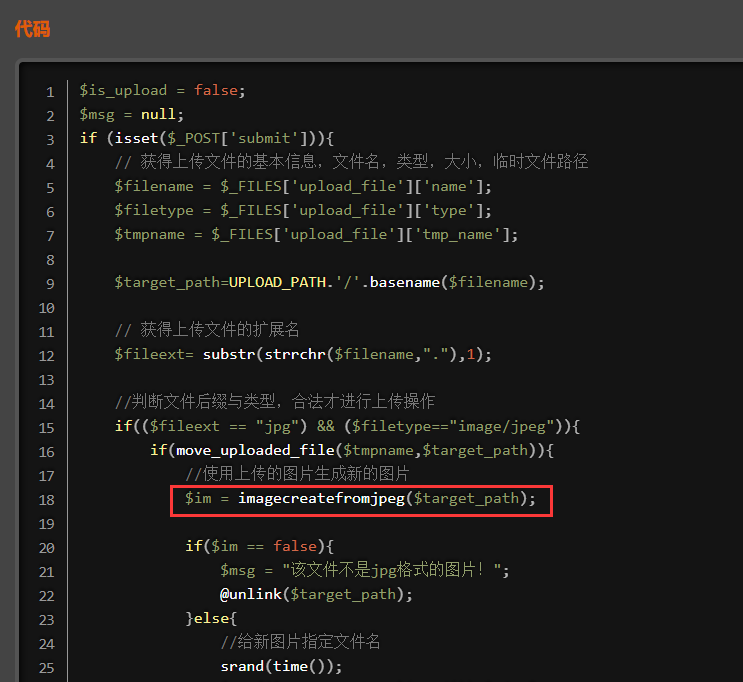 代码
1 $is_upload = false;
2 $msg = null;
3 if (isset($_POST['submit'])){
4     // 获得上传文件的基本信息，文件名，类型，大小，临时文件路径
5     $filename = $_FILES['upload_file']['name'];
6     $filetype = $_FILES['upload_file']['type'];
7     $tmpname = $_FILES['upload_file']['tmp_name'];
8
9     $target_path=UPLOAD_PATH.'/'.basename($filename);
10
11     // 获得上传文件的扩展名
12     $fileext= substr(strrchr($filename,"."),1);
13
14     //判断文件后缀与类型，合法才进行上传操作
15     if(($fileext == "jpg") && ($filetype=="image/jpeg")){
16         if(move_uploaded_file($tmpname,$target_path)){
17             //使用上传的图片生成新的图片
18             $im = imagecreatefromjpeg($target_path);
19
20             if($im == false){
21                 $msg = "该文件不是jpg格式的图片！";
22                 @unlink($target_path);
23             }else{
24                 //给新图片指定文件名
25                 srand(time());